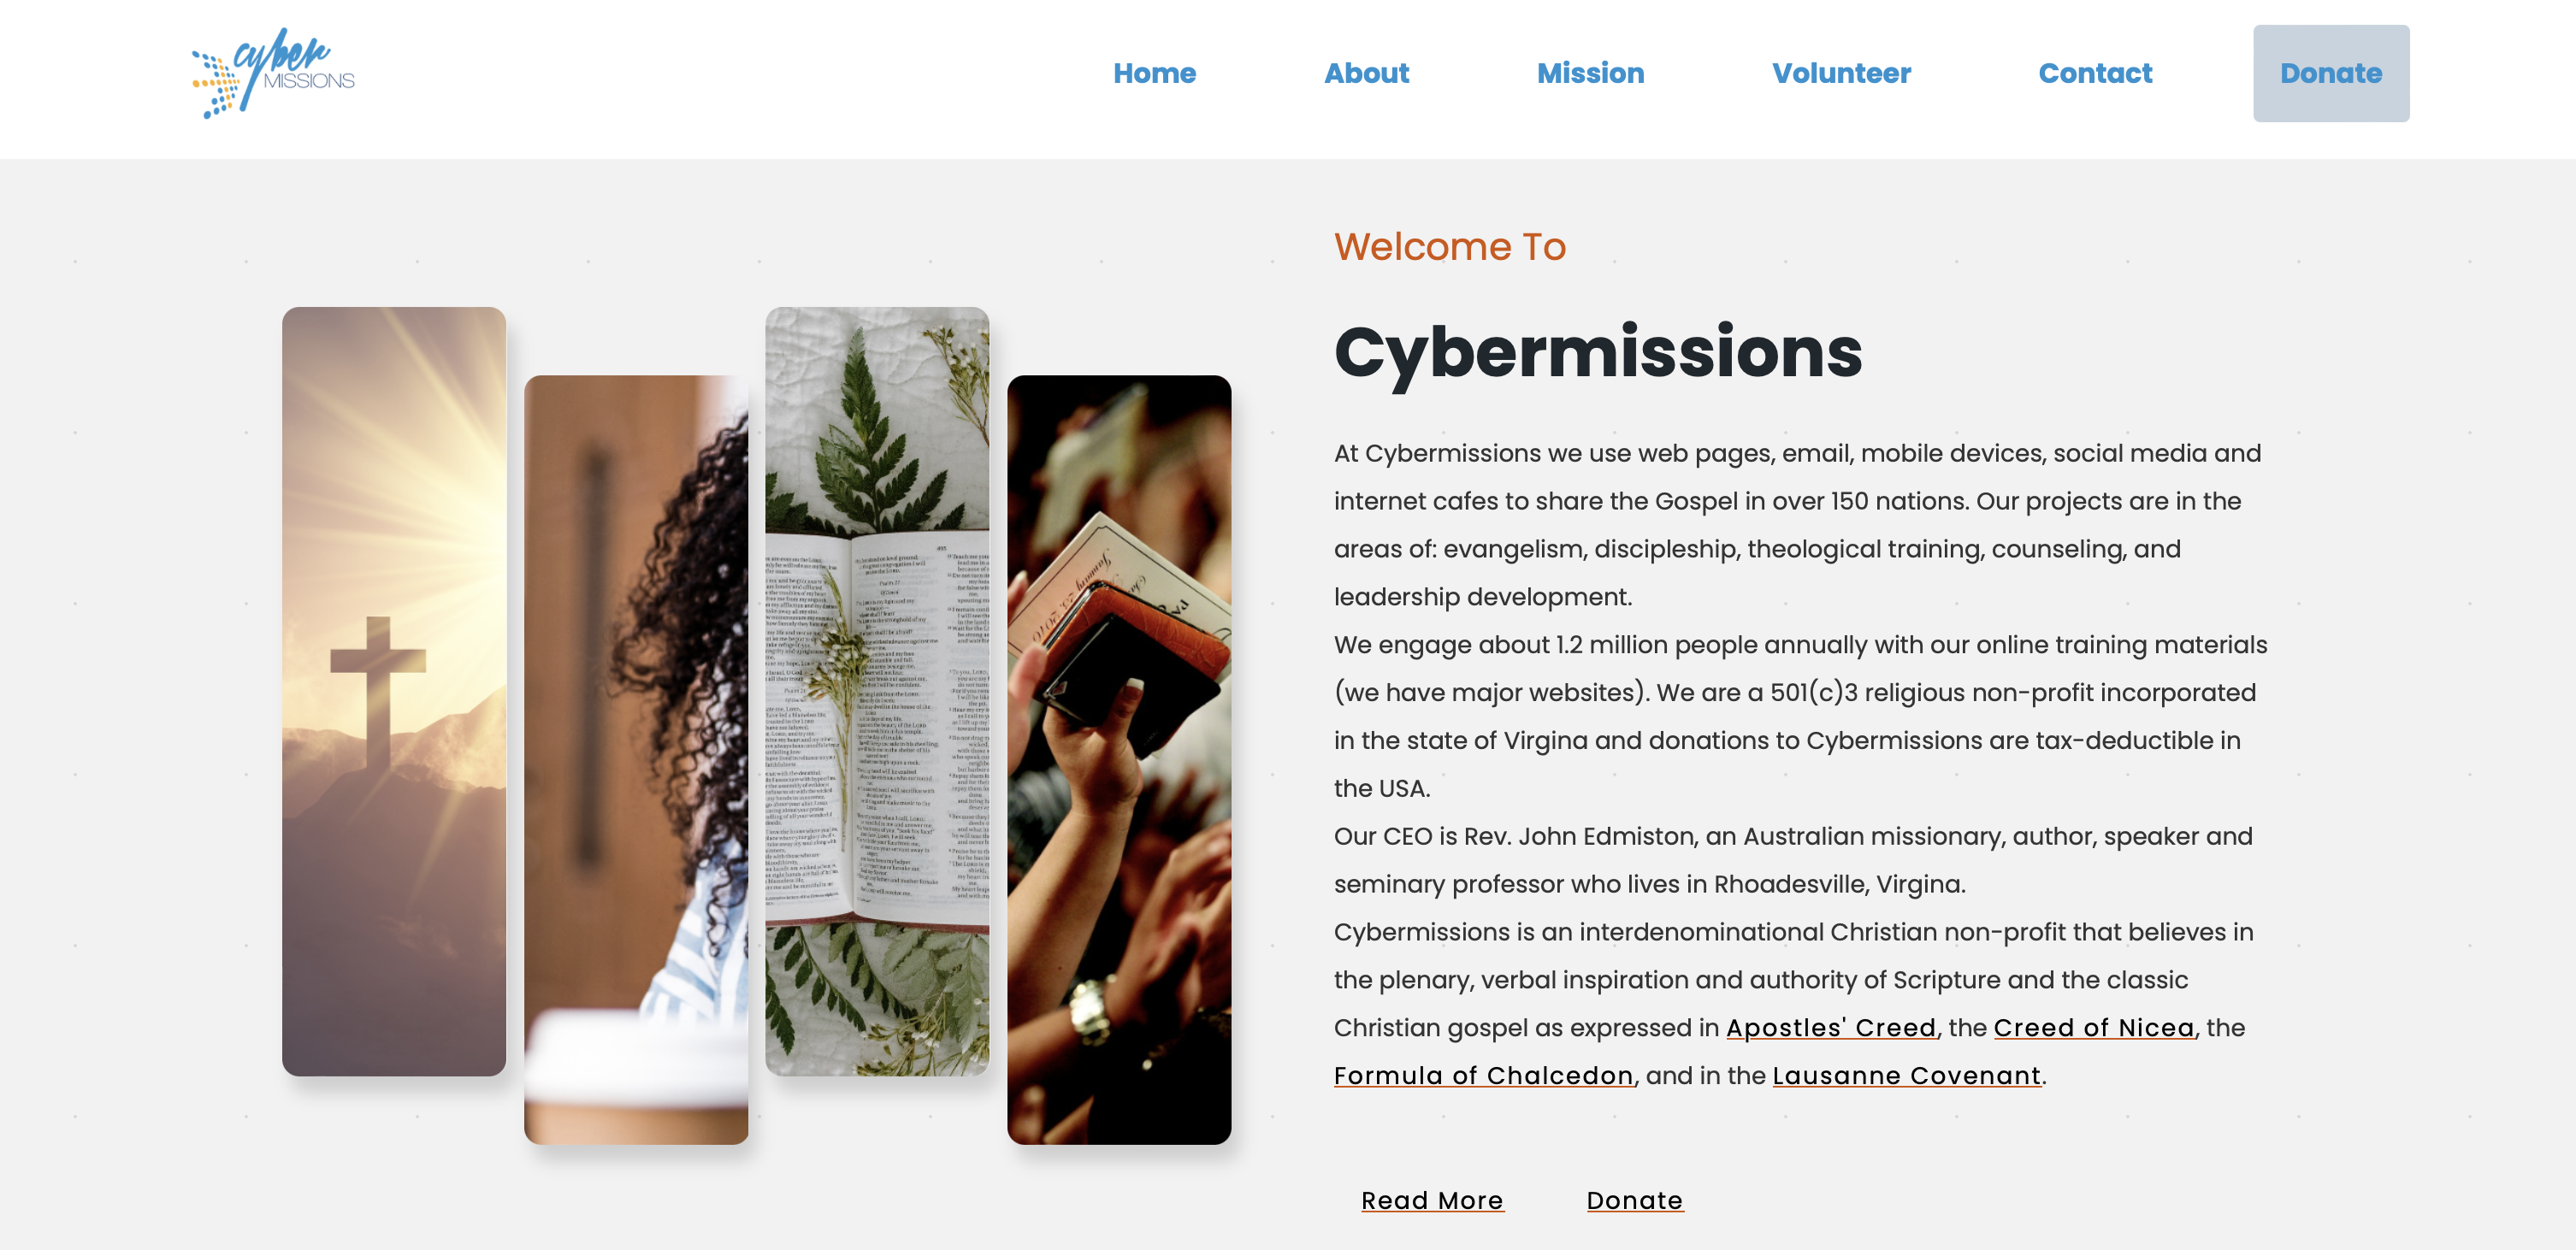 cyber
MISSIONS
Home
About
Mission
Volunteer
Contact
Donate
Welcome To
Cybermissions
At Cybermissions we use web pages, email, mobile devices, social media and
internet cafes to share the Gospel in over 150 nations. Our projects are in the
areas of: evangelism, discipleship, theological training, counseling, and
leadership development.
We engage about 1.2 million people annually with our online training materials
(we have major websites). We are a 501(c)3 religious non-profit incorporated
in the state of Virgina and donations to Cybermissions are tax-deductible in
the USA.
Our CEO is Rev. John Edmiston, an Australian missionary, author, speaker and
seminary professor who lives in Rhoadesville, Virgina.
Cybermissions is an interdenominational Christian non-profit that believes in
the plenary, verbal inspiration and authority of Scripture and the classic
Christian gospel as expressed in Apostles' Creed, the Creed of Nicea, the
Formula of Chalcedon, and in the Lausanne Covenant.
Read More
Donate